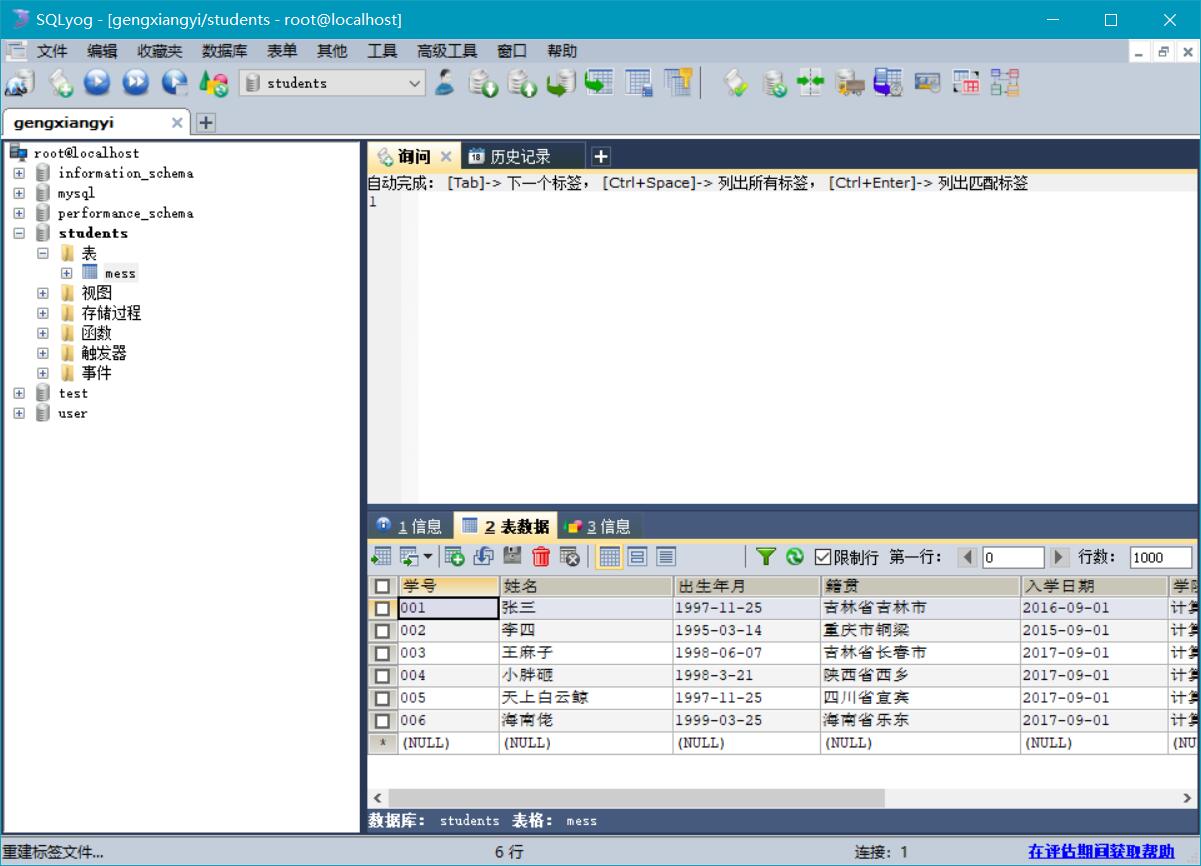 SQLyog - [gengxiangyi/students - root@localhost]
文件 编辑 收藏夹 数据库 表单 其他 工具 高级工具 窗口 帮助
students
gengxiangyi
root@localhost
information_schema
mysql
performance_schema
students
表
mess
视图
存储过程
函数
触发器
事件
test
user
询问 历史记录
自动完成： [Tab]-> 下一个标签， [Ctrl+Space]-> 列出所有标签， [Ctrl+Enter]-> 列出匹配标签
1
1 信息 2 表数据 3 信息
限制行 第一行： 0 行数： 1000
学号 姓名 出生年月 籍贯 入学日期
001 张三 1997-11-25 吉林省吉林市 2016-09-01
002 李四 1995-03-14 重庆市铜梁 2015-09-01
003 王麻子 1998-06-07 吉林省长春市 2017-09-01
004 小胖砸 1998-3-21 陕西省西乡 2017-09-01
005 天上白云鲸 1997-11-25 四川省宜宾 2017-09-01
006 海南佬 1999-03-25 海南省乐东 2017-09-01
* (NULL) (NULL) (NULL) (NULL) (NULL) (NU
数据库： students 表格： mess
重建标签文件... 6 行 连接： 1 在评估期间获取帮助